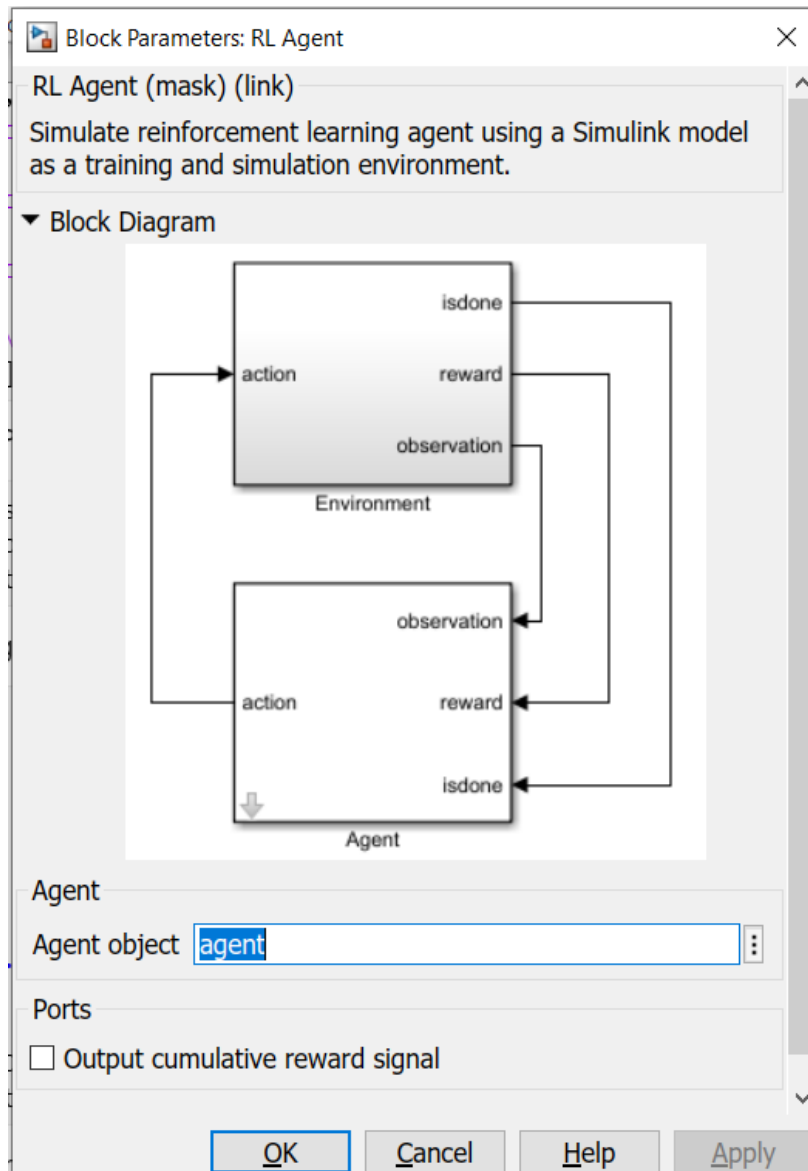 Block Parameters: RL Agent
RL Agent (mask) (link)
Simulate reinforcement learning agent using a Simulink model
as a training and simulation environment.
Block Diagram
isdone
action
reward
observation
Environment
observation
action
reward
isdone
Agent
Agent
Agent object agent
Ports
Output cumulative reward signal
OK Cancel Help Apply